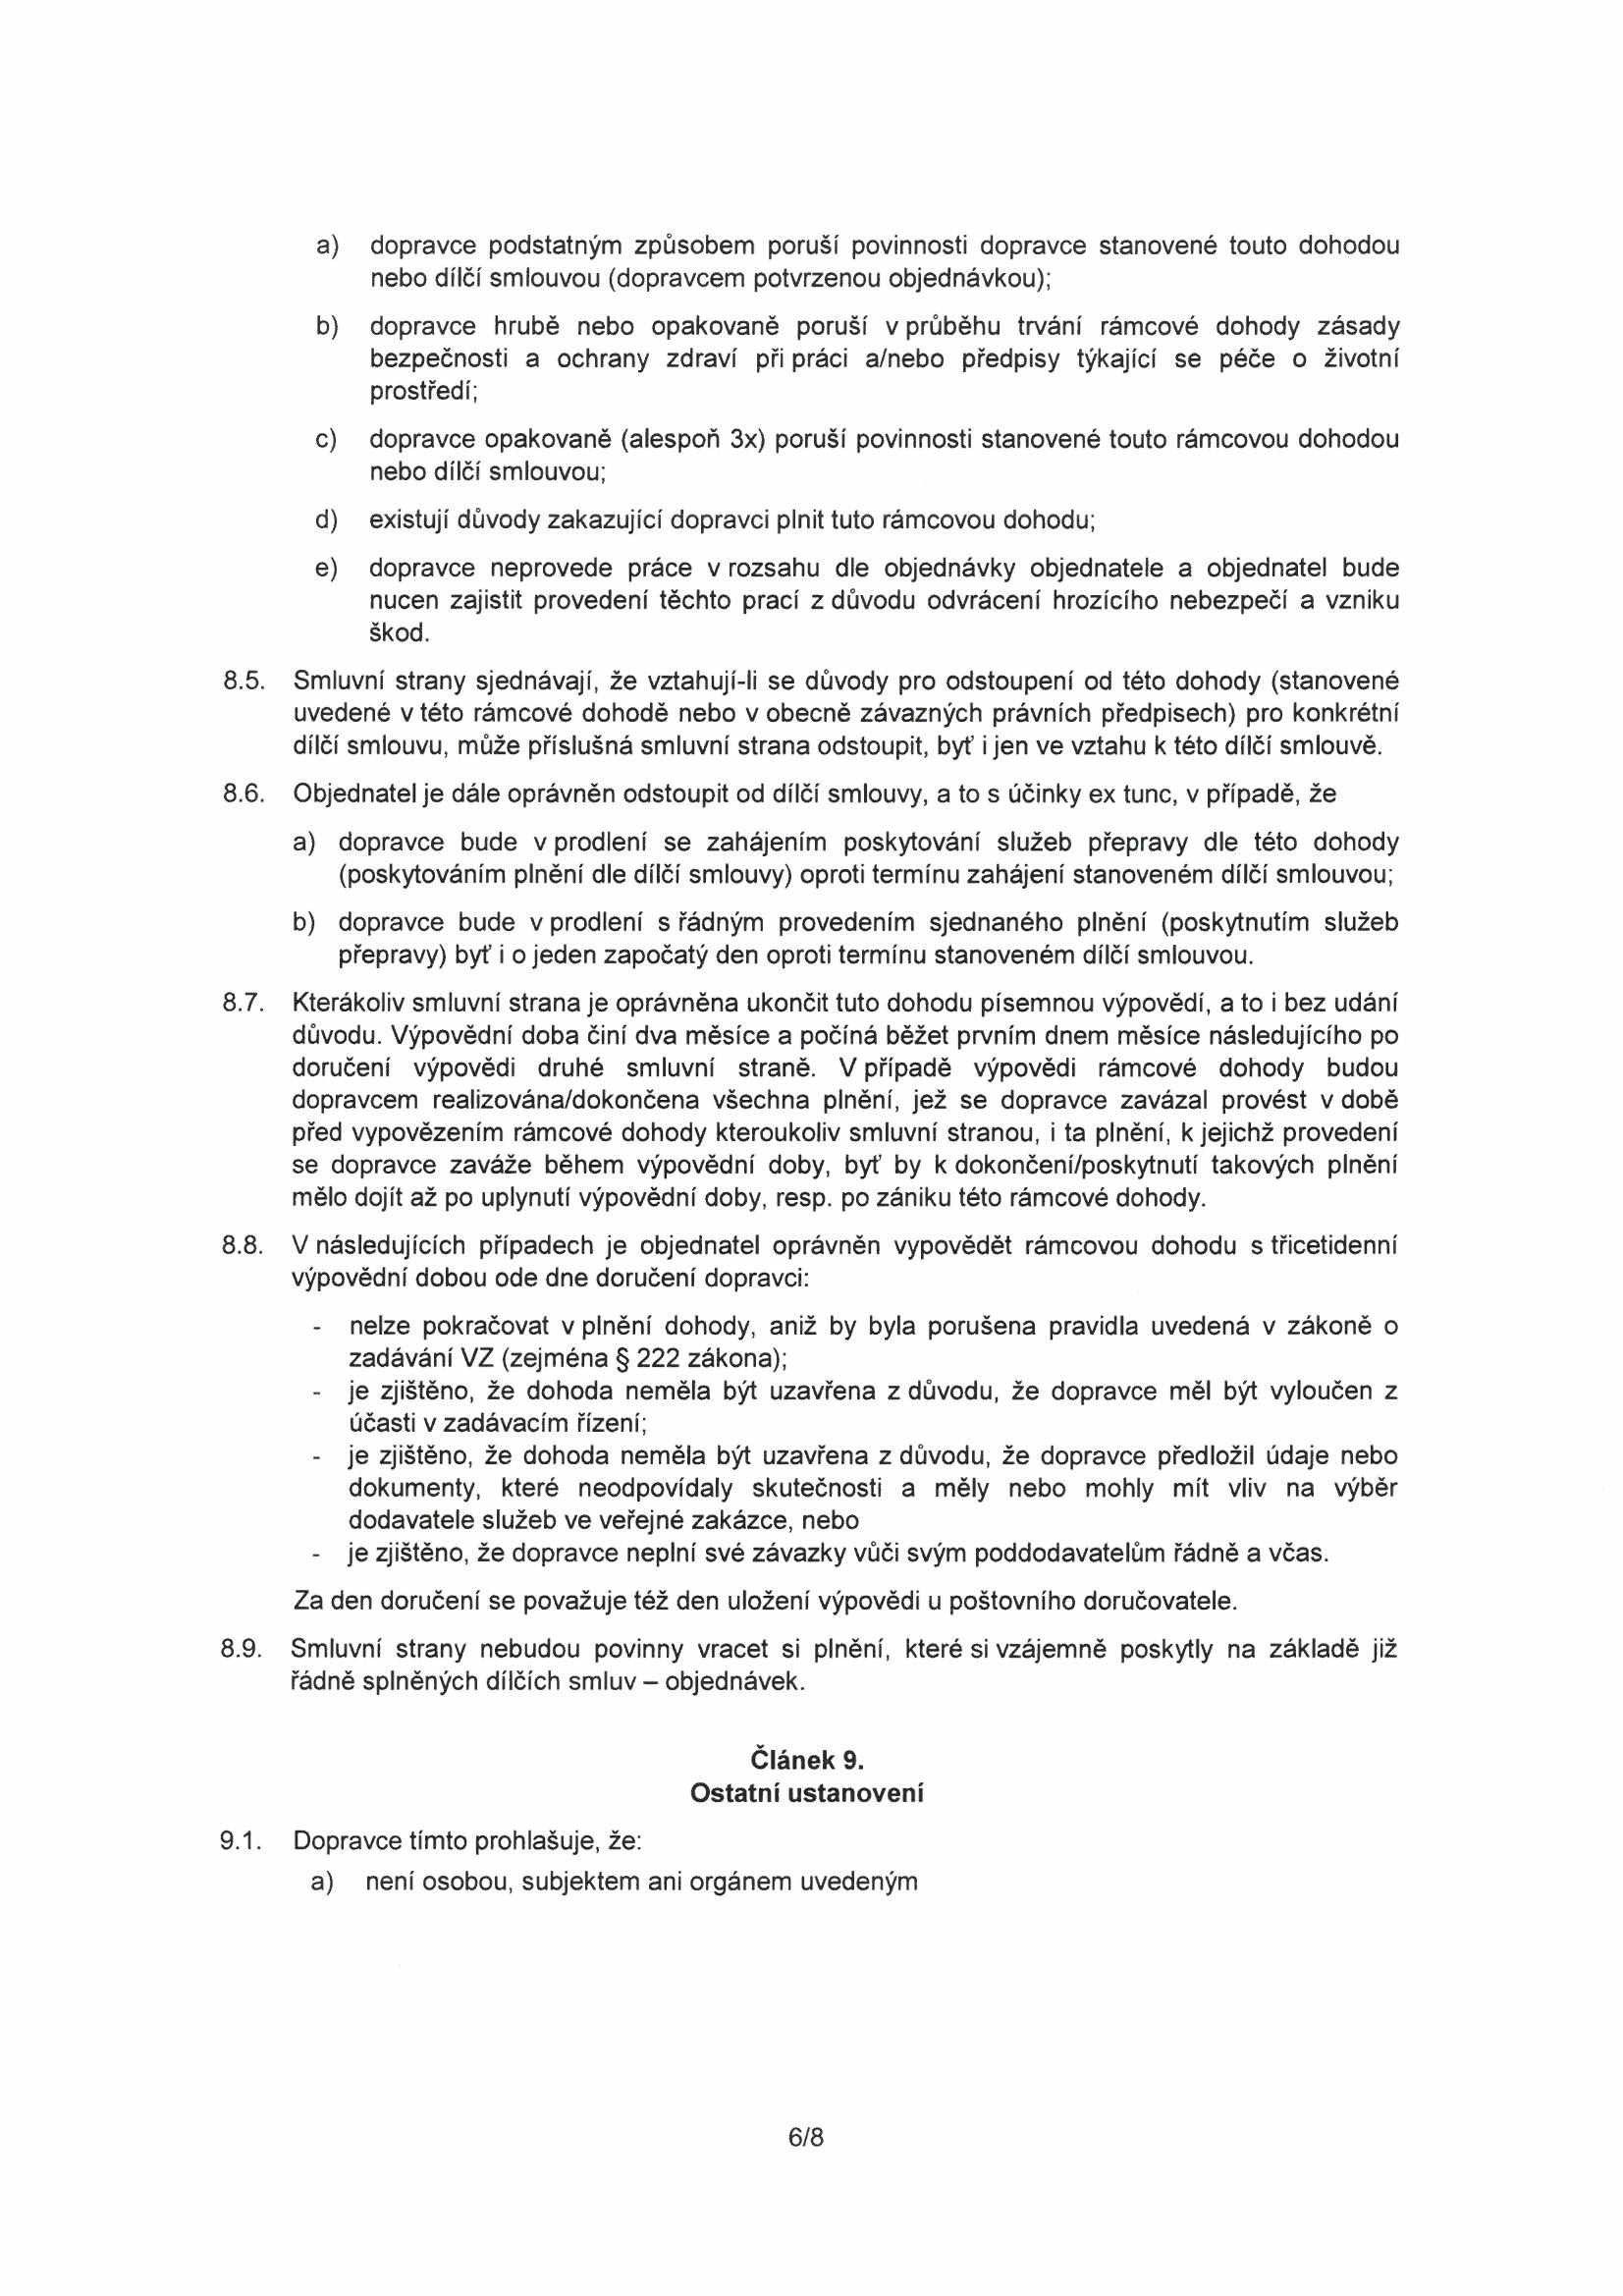 a) dopravce podstatným způsobem poruší povinnosti dopravce stanovené touto dohodou
nebo dílčí smlouvou (dopravcem potvrzenou objednávkou);
b) dopravce hrubě nebo opakovaně poruší v průběhu trvání rámcové dohody zásady
bezpečnosti a ochrany zdraví při práci a/nebo předpisy týkající se péče o životní
prostředí;
c) dopravce opakovaně (alespoň 3x) poruší povinnosti stanovené touto rámcovou dohodou
nebo dílčí smlouvou;
d) existují důvody zakazující dopravci plnit tuto rámcovou dohodu;
e) dopravce neprovede práce v rozsahu dle objednávky objednatele a objednatel bude
nucen zajistit provedení těchto prací z důvodu odvrácení hrozícího nebezpečí a vzniku
škod.
8.5. Smluvní strany sjednávají, že vztahují-li se důvody pro odstoupení od této dohody (stanovené
uvedené v této rámcové dohodě nebo v obecně závazných právních předpisech) pro konkrétní
dílčí smlouvu, může příslušná smluvní strana odstoupit, byť i jen ve vztahu k této dílčí smlouvě.
8.6. Objednatel je dále oprávněn odstoupit od dílčí smlouvy, a to s účinky ex tunc, v případě, že
a) dopravce bude v prodlení se zahájením poskytování služeb přepravy dle této dohody
(poskytováním plnění dle dílčí smlouvy) oproti termínu zahájení stanoveném dílčí smlouvou;
b) dopravce bude v prodlení s řádným provedením sjednaného plnění (poskytnutím služeb
přepravy) byť i o jeden započatý den oproti termínu stanoveném dílčí smlouvou.
8.7. Kterákoliv smluvní strana je oprávněna ukončit tuto dohodu písemnou výpovědí, a to i bez udání
důvodu. Výpovědní doba činí dva měsíce a počíná běžet prvním dnem měsíce následujícího po
doručení výpovědi druhé smluvní straně. V případě výpovědi rámcové dohody budou
dopravcem realizována/dokončena všechna plnění, jež se dopravce zavázal provést v době
před vypovězením rámcové dohody kteroukoliv smluvní stranou, i ta plnění, k jejichž provedení
se dopravce zaváže během výpovědní doby, byť by k dokončení/poskytnutí takových plnění
mělo dojít až po uplynutí výpovědní doby, resp. po zániku této rámcové dohody.
8.8. V následujících případech je objednatel oprávněn vypovědět rámcovou dohodu s třicetidenní
výpovědní dobou ode dne doručení dopravci:
- nelze pokračovat v plnění dohody, aniž by byla porušena pravidla uvedená v zákoně o
zadávání VZ (zejména § 222 zákona);
- je zjištěno, že dohoda neměla být uzavřena z důvodu, že dopravce měl být vyloučen z
účasti v zadávacím řízení;
- je zjištěno, že dohoda neměla být uzavřena z důvodu, že dopravce předložil údaje nebo
dokumenty, které neodpovídaly skutečnosti a měly nebo mohly mít vliv na výběr
dodavatele služeb ve veřejné zakázce, nebo
- je zjištěno, že dopravce neplní své závazky vůči svým poddodavatelům řádně a včas.
Za den doručení se považuje též den uložení výpovědi u poštovního doručovatele.
8.9. Smluvní strany nebudou povinny vracet si plnění, které si vzájemně poskytly na základě již
řádně splněných dílčích smluv – objednávek.
Článek 9.
Ostatní ustanovení
9.1. Dopravce tímto prohlašuje, že:
a) není osobou, subjektem ani orgánem uvedeným
6/8